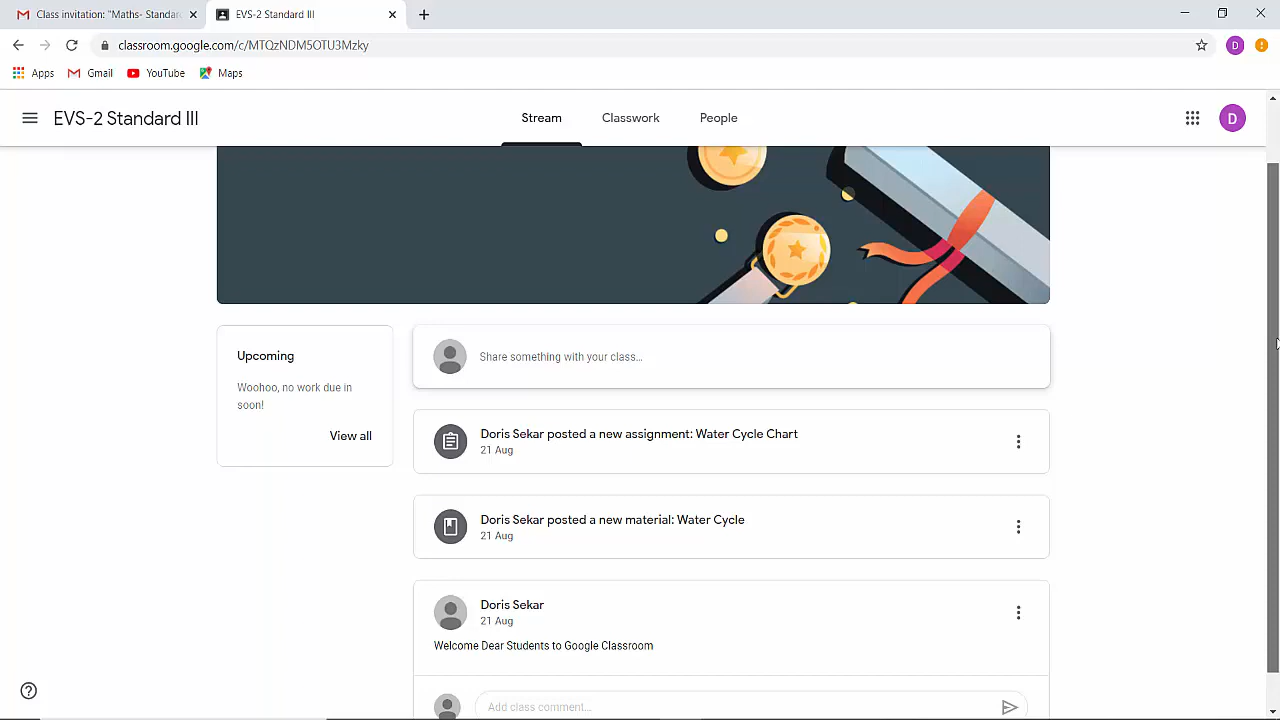 Class invitation: "Maths- Standar
EVS-2 Standard III
classroom.google.com/c/MTQzNDM5OTU3Mzky
D
Apps
Gmail
YouTube
Maps
EVS-2 Standard III
Stream
Classwork
People
D
Upcoming
Woohoo, no work due in
soon!
View all
Share something with your class...
Doris Sekar posted a new assignment: Water Cycle Chart
21 Aug
Doris Sekar posted a new material: Water Cycle
21 Aug
Doris Sekar
21 Aug
Welcome Dear Students to Google Classroom
Add class comment...